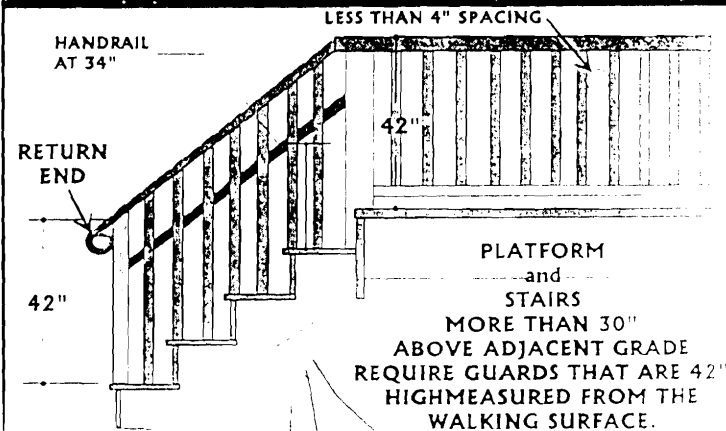 LESS THAN 4" SPACING
HANDRAIL
AT 34"
42"
RETURN
END
42"
PLATFORM
and
STAIRS
MORE THAN 30"
ABOVE ADJACENT GRADE
REQUIRE GUARDS THAT ARE 42"
HIGHMEASURED FROM THE
WALKING SURFACE.